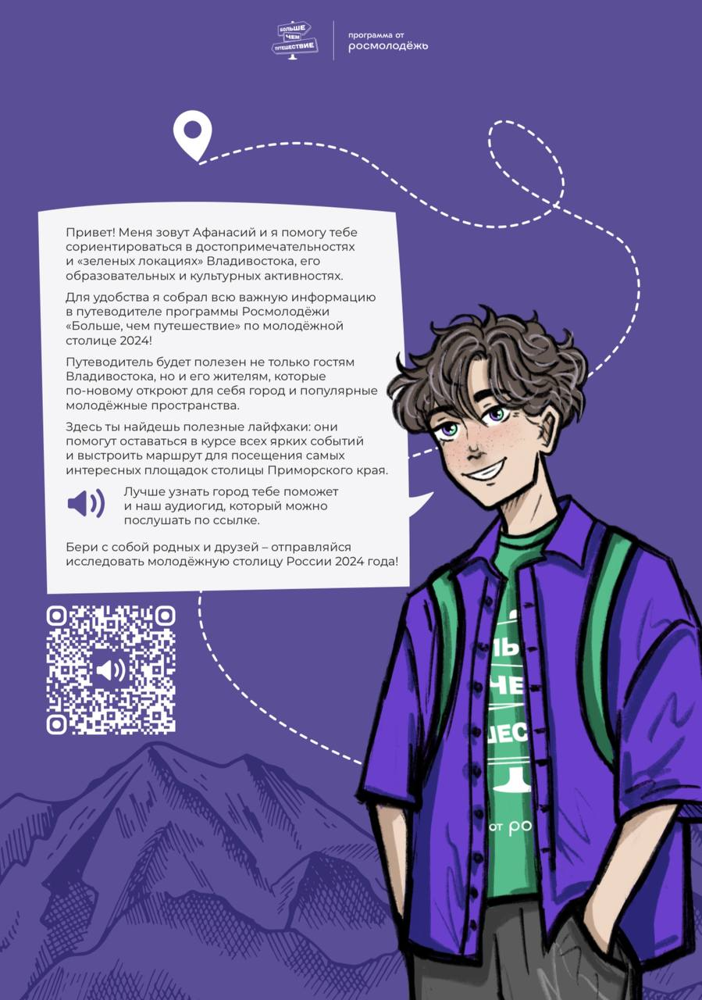 БОЛЬШЕ
ЧЕМ
ПУТЕШЕСТВИЕ
программа от
росмолодёжь
Привет! Меня зовут Афанасий и я помогу тебе
сориентироваться в достопримечательностях
и «зеленых локациях» Владивостока, его
образовательных и культурных активностях.
Для удобства я собрал всю важную информацию
в путеводителе программы Росмолодёжи
«Больше, чем путешествие» по молодёжной
столице 2024!
Путеводитель будет полезен не только гостям
Владивостока, но и его жителям, которые
по-новому откроют для себя город и популярные
молодёжные пространства.
Здесь ты найдешь полезные лайфхаки: они
помогут оставаться в курсе всех ярких событий
и выстроить маршрут для посещения самых
интересных площадок столицы Приморского края.
Лучше узнать город тебе поможет
и наш аудиогид, который можно
послушать по ссылке.
Бери с собой родных и друзей – отправляйся
исследовать молодёжную столицу России 2024 года!
ЛЬ
ЧЕ
ШЕС
от ро